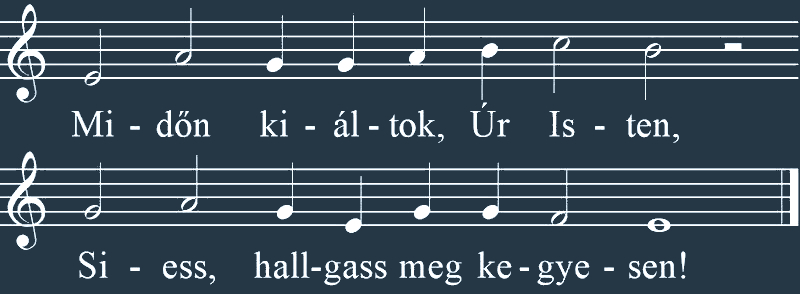 Mi - dőn ki - ál - tok, Úr Is - ten,
Si - ess, hall-gass meg ke - gye - sen!